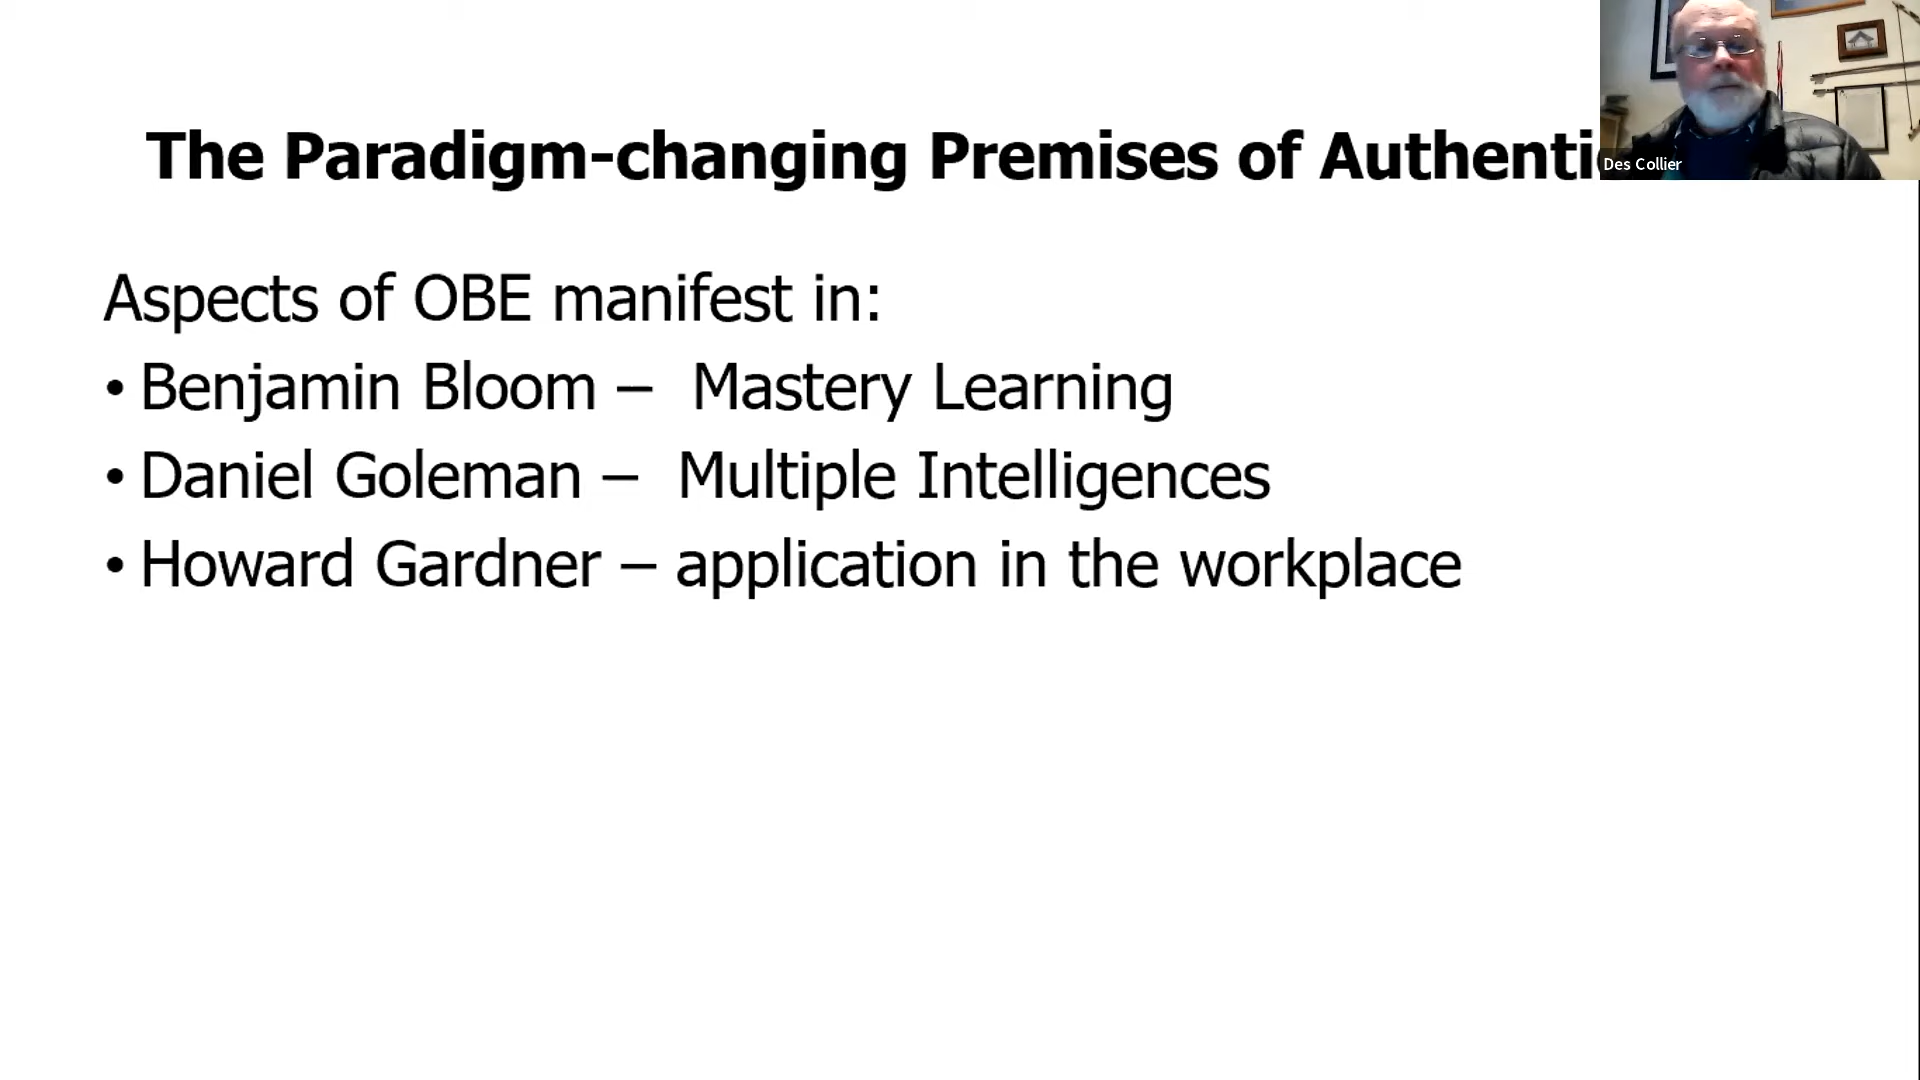 The Paradigm-changing Premises of
Des Collier
Aspects of OBE manifest in:
• Benjamin Bloom – Mastery Learning
• Daniel Goleman – Multiple Intelligences
• Howard Gardner – application in the workplace